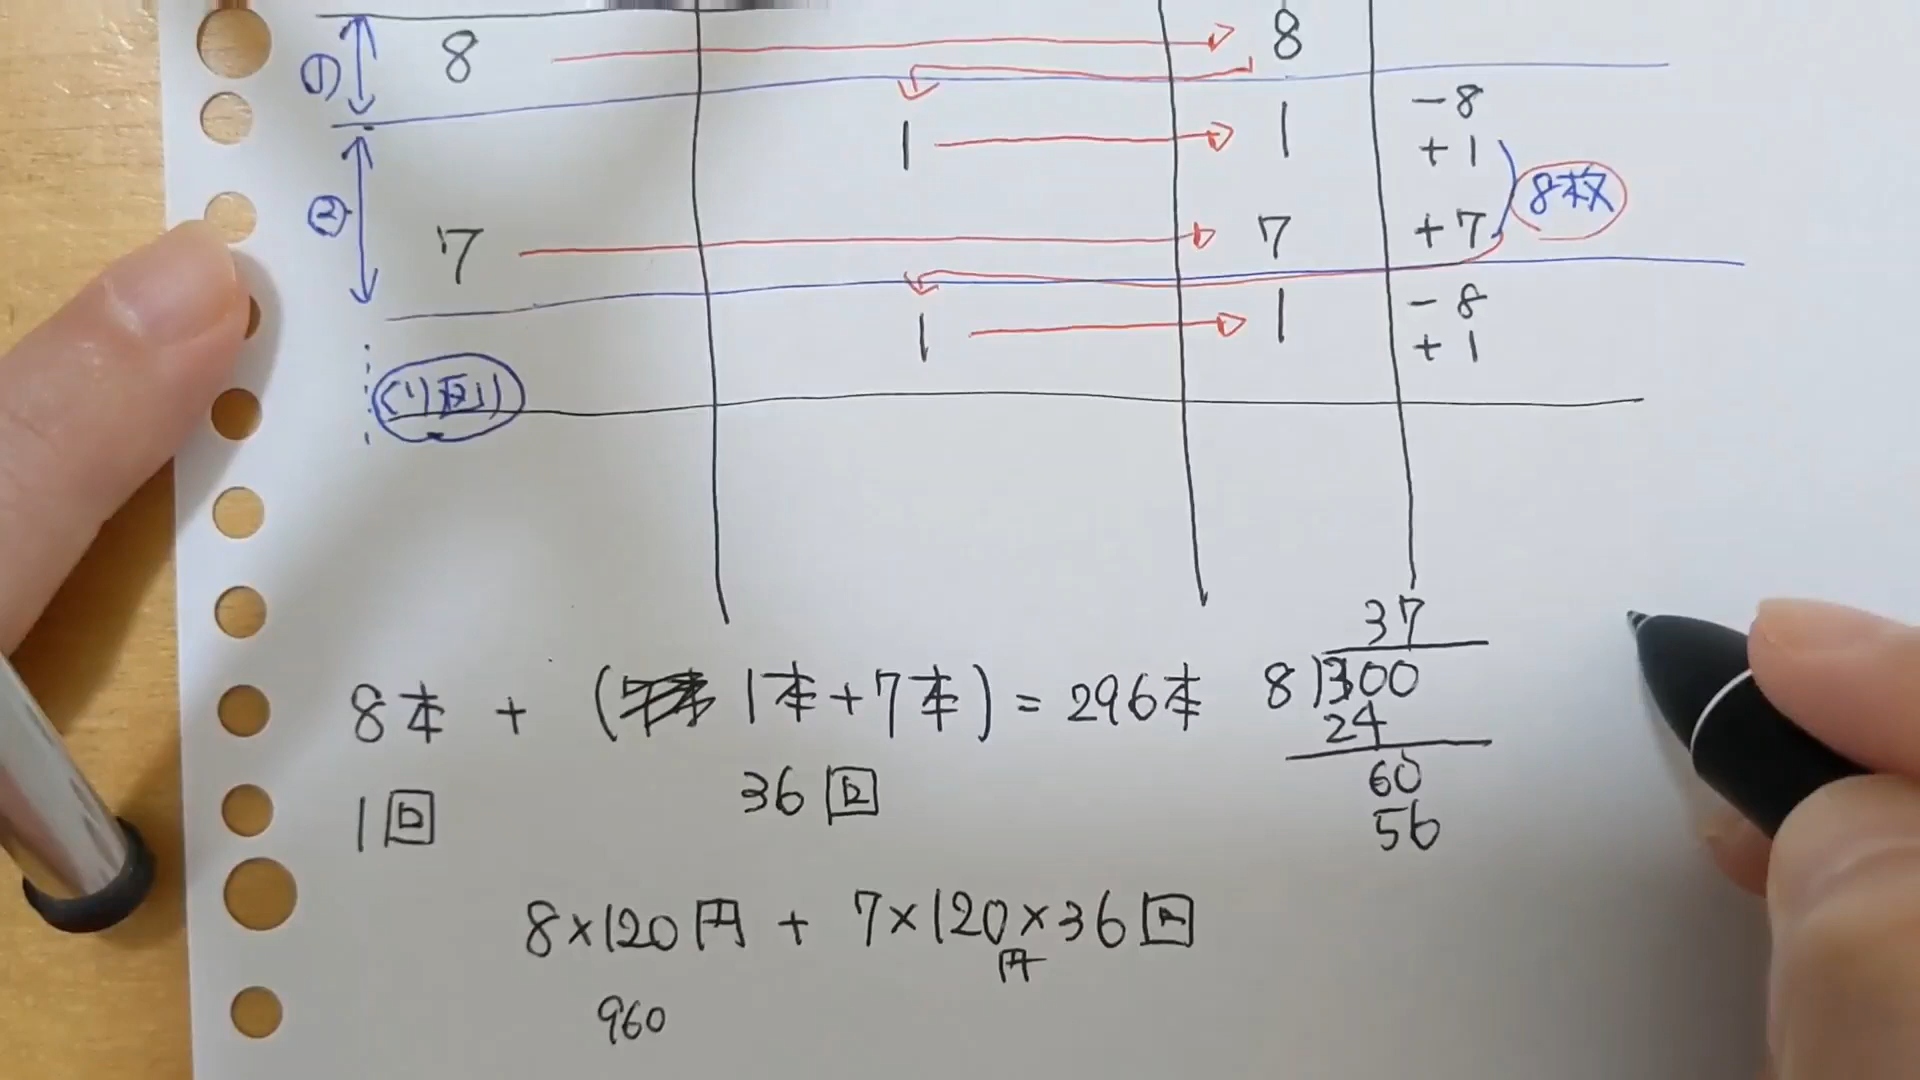 ① 8 8
-8
1 1 +1
8枚
② 7 7 +7
-8
1 1 +1
くり返し
37
8本 + ( 1本+7本) = 296本 8)300
24
1回 36回 60
56
8×120円 + 7×120円×36回
960